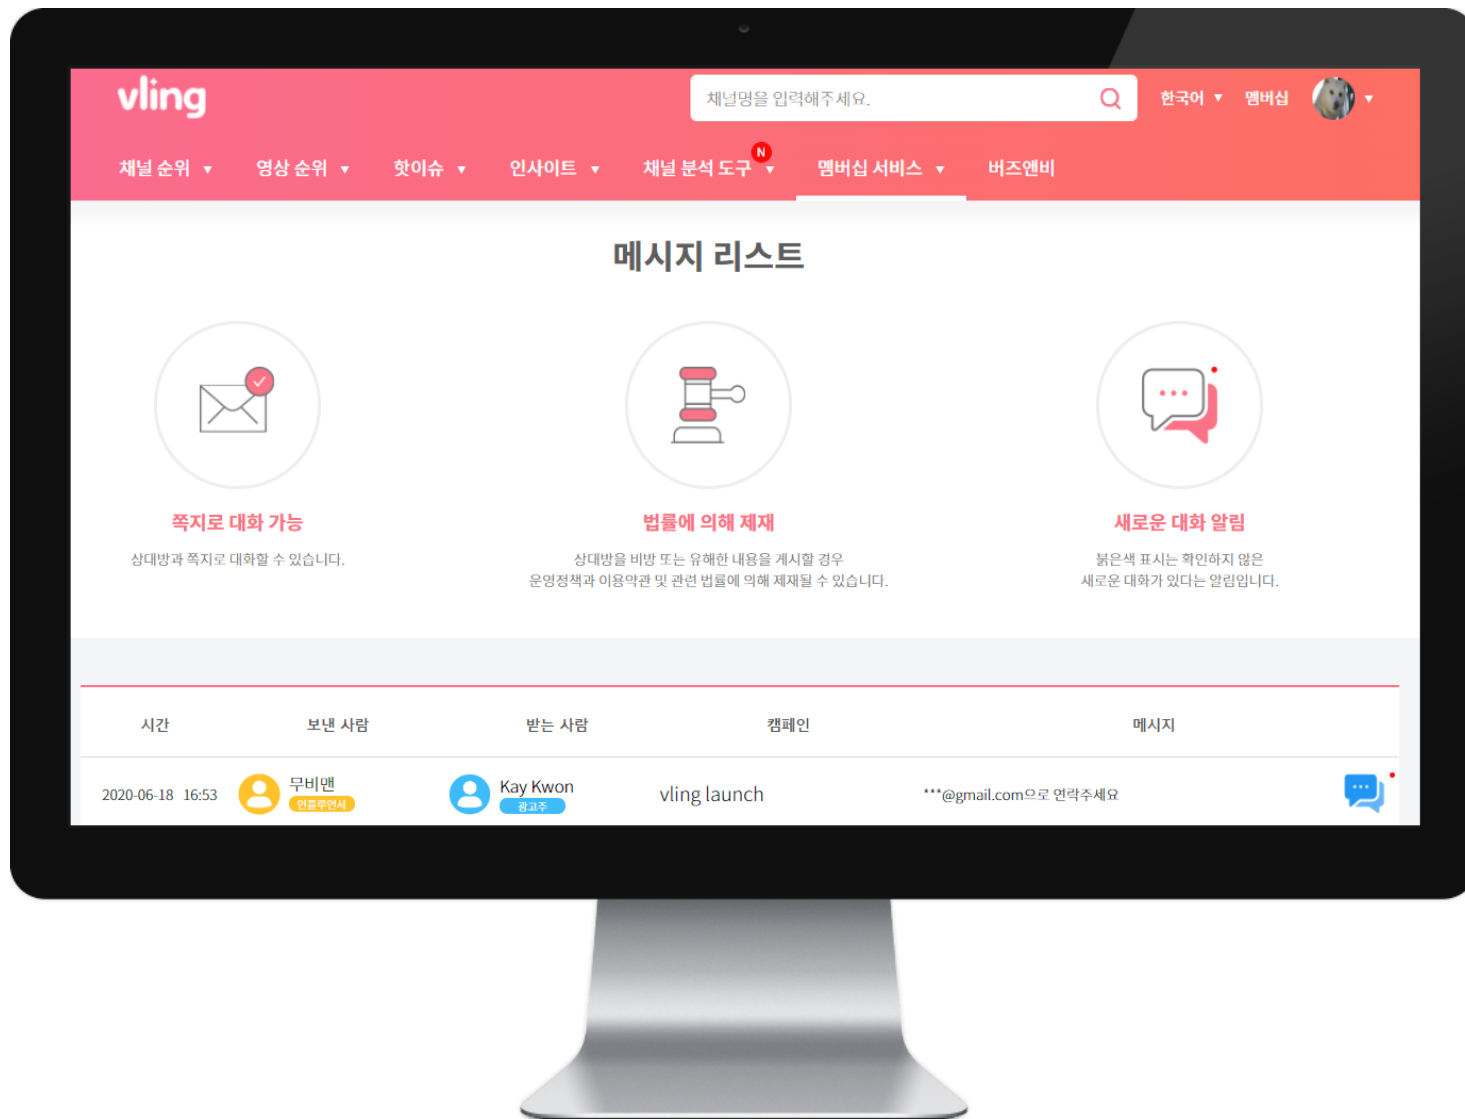 vling
채널명을 입력해주세요.
한국어 ▼ 멤버십 ▼
채널 순위 ▼ 영상 순위 ▼ 핫이슈 ▼ 인사이트 ▼ 채널 분석 도구 N ▼ 멤버십 서비스 ▼ 버즈앤비
메시지 리스트
쪽지로 대화 가능
상대방과 쪽지로 대화할 수 있습니다.
법률에 의해 제재
상대방을 비방 또는 유해한 내용을 게시할 경우
운영정책과 이용약관 및 관련 법률에 의해 제재될 수 있습니다.
새로운 대화 알림
붉은색 표시는 확인하지 않은
새로운 대화가 있다는 알림입니다.
시간 보낸 사람 받는 사람 캠페인 메시지
2020-06-18 16:53 무비맨 인플루언서 Kay Kwon 광고주 vling launch ***@gmail.com으로 연락주세요